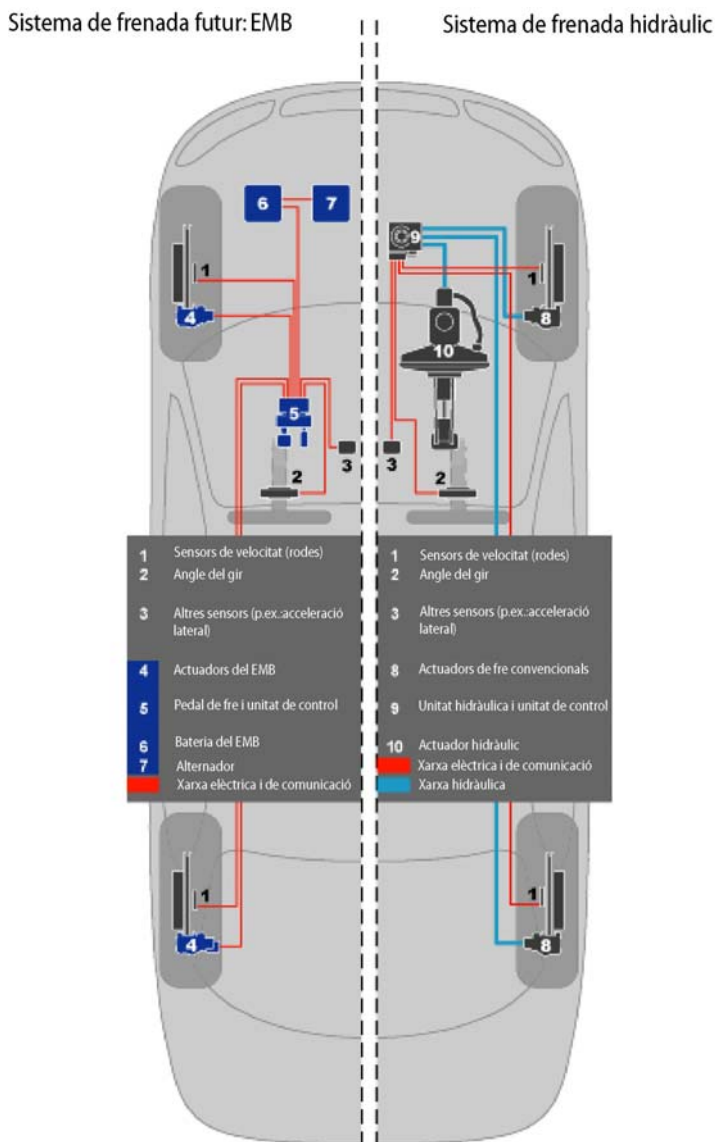 Sistema de frenada futur: EMB
Sistema de frenada hidràulic
6
7
1
4
5
3
2
9
1
8
10
3
2
1 Sensors de velocitat (rodes)
2 Angle del gir
3 Altres sensors (p.ex.:acceleració
lateral)
4 Actuadors del EMB
5 Pedal de fre i unitat de control
6 Bateria del EMB
7 Alternador
Xarxa elèctrica i de comunicació
1 Sensors de velocitat (rodes)
2 Angle del gir
3 Altres sensors (p.ex.:acceleració
lateral)
8 Actuadors de fre convencionals
9 Unitat hidràulica i unitat de control
10 Actuador hidràulic
Xarxa elèctrica i de comunicació
Xarxa hidràulica
1
4
1
8